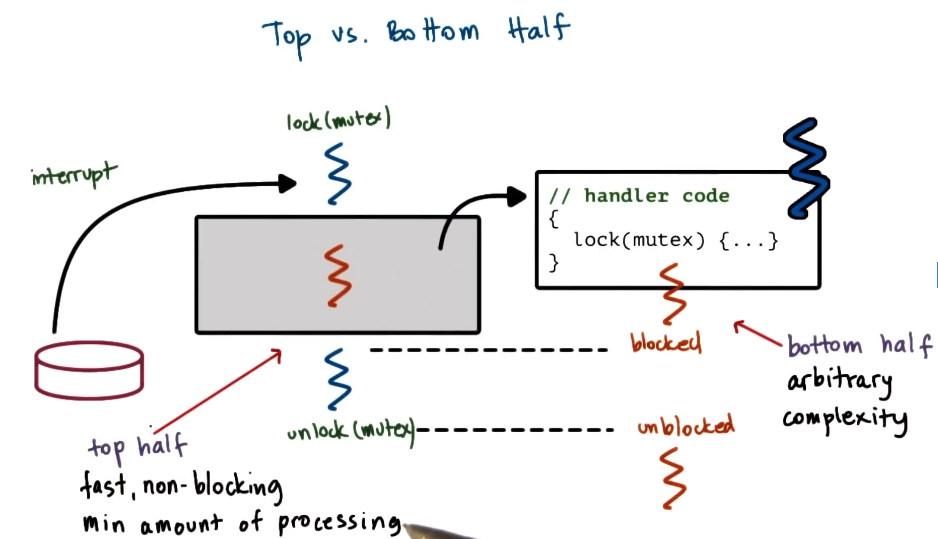 Top vs. Bottom Half
lock(mutex)
interrupt
// handler code
{
lock(mutex) {...}
}
blocked
bottom half
arbitrary
complexity
unlock(mutex)
unblocked
top half
fast, non-blocking
min amount of processing